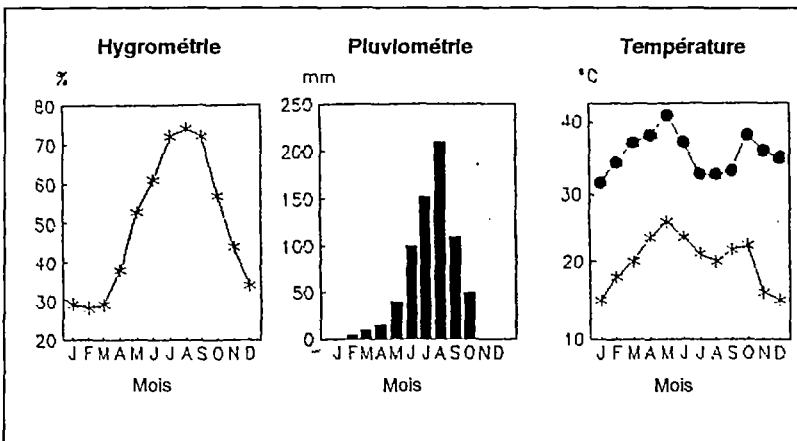 Hygrométrie
%
80
70
60
50
40
30
20
J F M A M J J A S O N D
Mois
Pluviométrie
mm
250
200
150
100
50
0
J F M A M J J A S O N D
Mois
Température
°C
40
30
20
10
J F M A M J J A S O N D
Mois